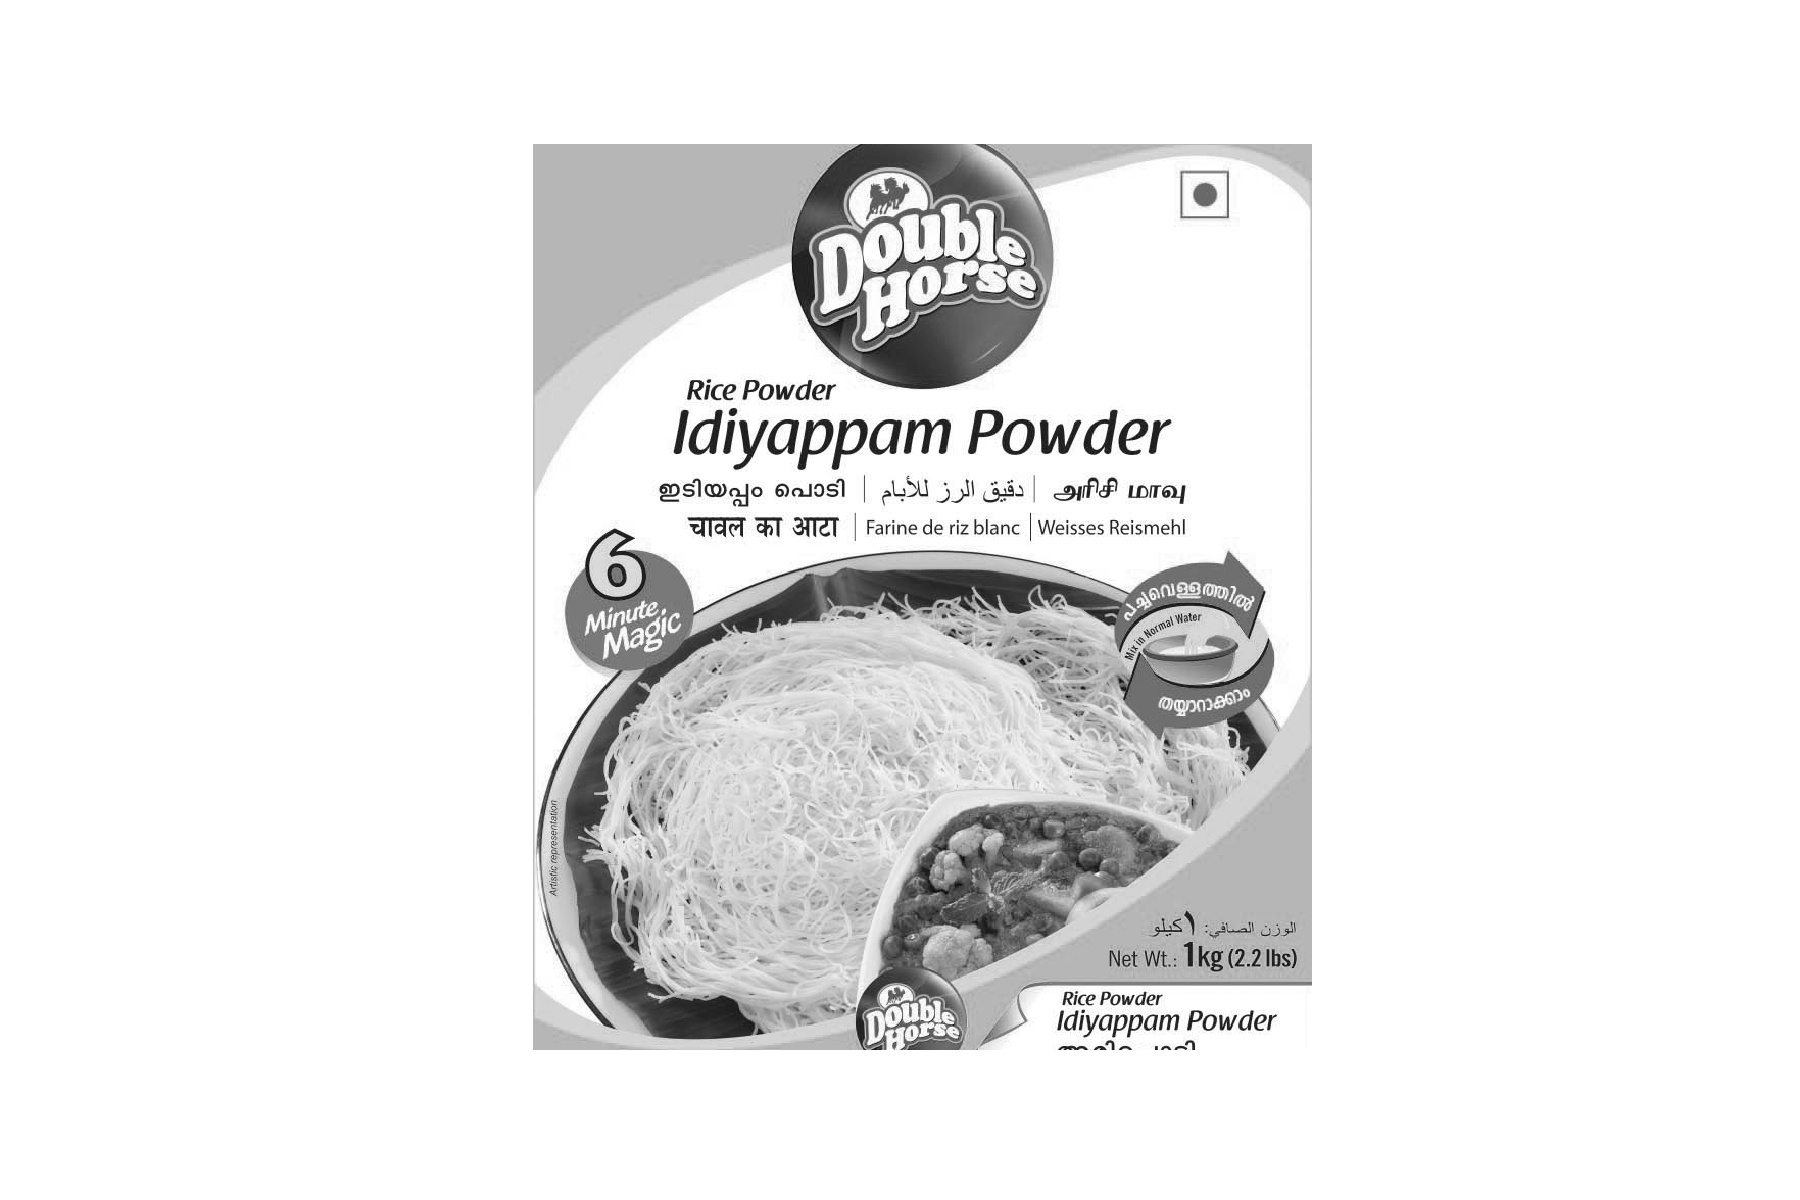 Double
Horse
Rice Powder
Idiyappam Powder
ഇടിയപ്പം പൊടി | دقيق الرز للأبام | அரிசி மாவு
चावल का आटा | Farine de riz blanc | Weisses Reismehl
6
Minute
Magic
പച്ചവെള്ളത്തിൽ
Mix in Normal Water
തയ്യാറാക്കാം
Artistic representation
الوزن الصافي: ١ كيلو
Net Wt.: 1kg (2.2 lbs)
Double
Horse
Rice Powder
Idiyappam Powder